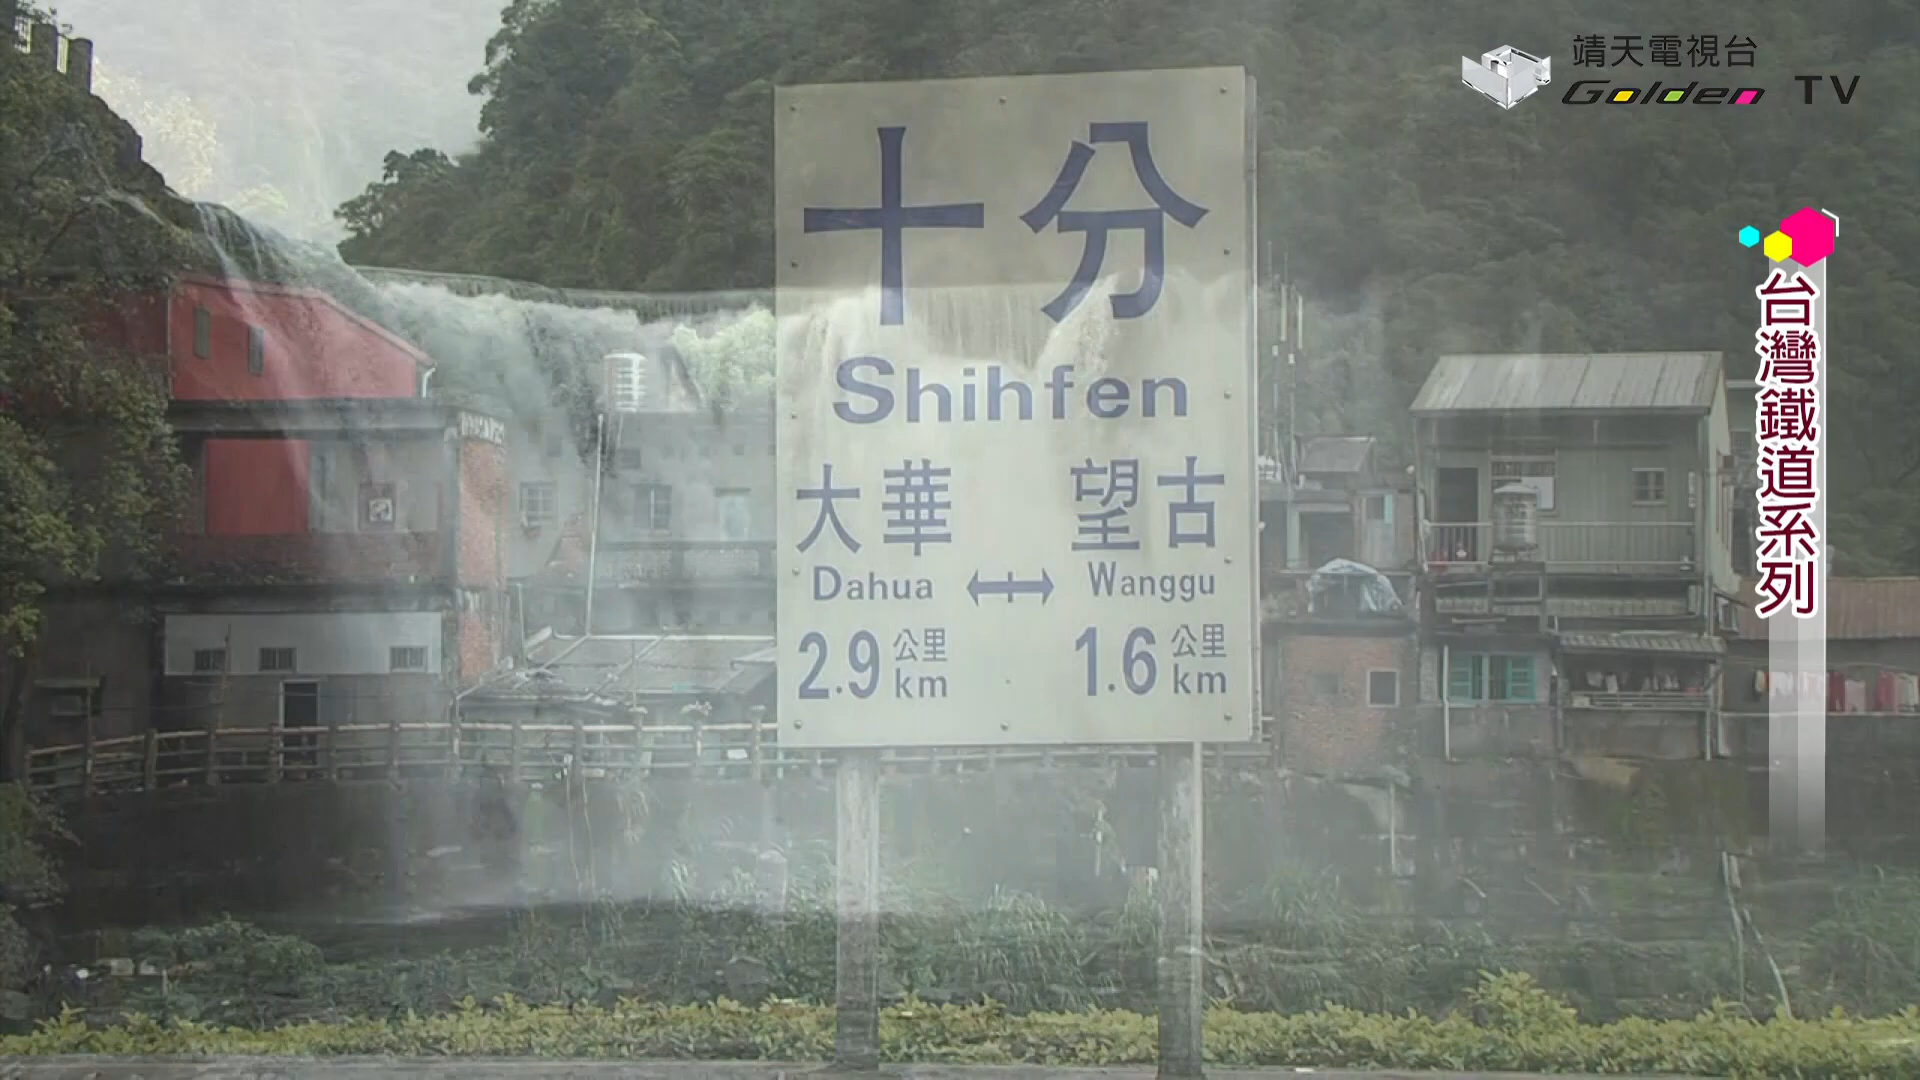 靖天電視台
Golden TV
十分
Shihfen
大華 望古
Dahua Wanggu
2.9 公里 km 1.6 公里 km
台灣鐵道系列